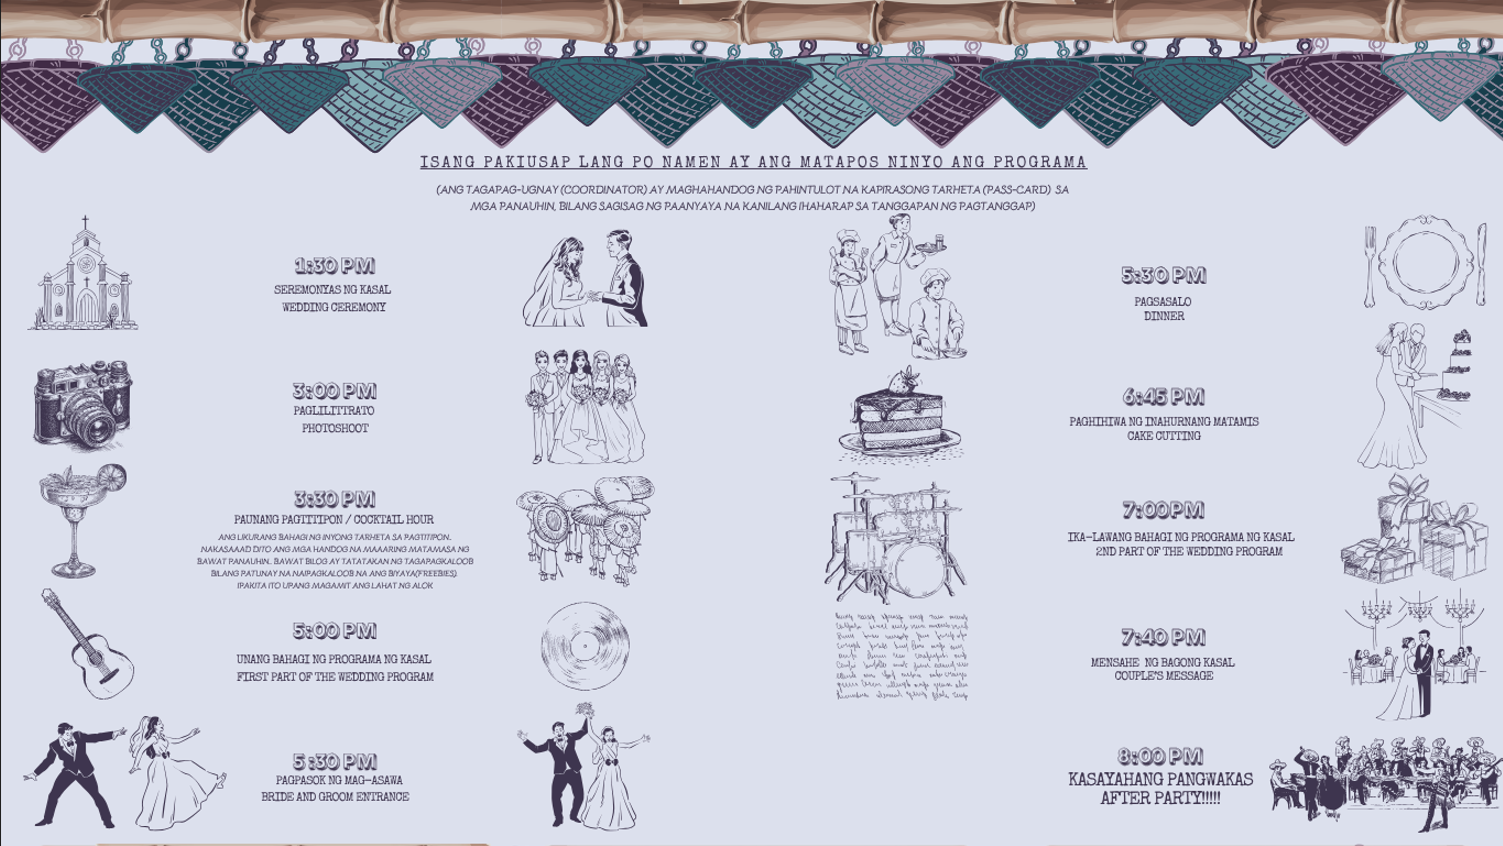 ISANG PAKIUSAP LANG PO NAMEN AY ANG MATAPOS NINYO ANG PROGRAMA
(ANG TAGAPAG-UGNAY (COORDINATOR) AY MAGHAHANDOG NG PAHINTULOT NA KAPIRASONG TARHETA (PASS-CARD) SA
MGA PANAUHIN, BILANG SAGISAG NG PAANYAYA NA KANILANG IHAHARAP SA TANGGAPAN NG PAGTANGGAP)
1:30 PM
SEREMONYAS NG KASAL
WEDDING CEREMONY
3:00 PM
PAGLILITRATO
PHOTOSHOOT
3:30 PM
PAUNANG PAGTITIPON / COCKTAIL HOUR
ANG LIKURANG BAHAGI NG INYONG TARHETA SA PAGTITIPON.
NAKASAAAD DITO ANG MGA HANDOG NA MAAARING MATAMASA NG
BAWAT PANAUHIN. BAWAT BILOG AY TATATAKAN NG TAGAPAGKALOOB
BILANG PATUNAY NA NAIPAGKALOOB NA ANG BIYAYA(FREEBIES).
IPAKITA ITO UPANG MAGAMIT ANG LAHAT NG ALOK
5:00 PM
UNANG BAHAGI NG PROGRAMA NG KASAL
FIRST PART OF THE WEDDING PROGRAM
5:30 PM
PAGPASOK NG MAG-ASAWA
BRIDE AND GROOM ENTRANCE
5:30 PM
PAGSASALO
DINNER
6:45 PM
PAGHIHIWA NG INAHURNANG MATAMIS
CAKE CUTTING
7:00PM
IKA-LAWANG BAHAGI NG PROGRAMA NG KASAL
2ND PART OF THE WEDDING PROGRAM
7:40 PM
MENSAHE NG BAGONG KASAL
COUPLE'S MESSAGE
8:00 PM
KASAYAHANG PANGWAKAS
AFTER PARTY!!!!!